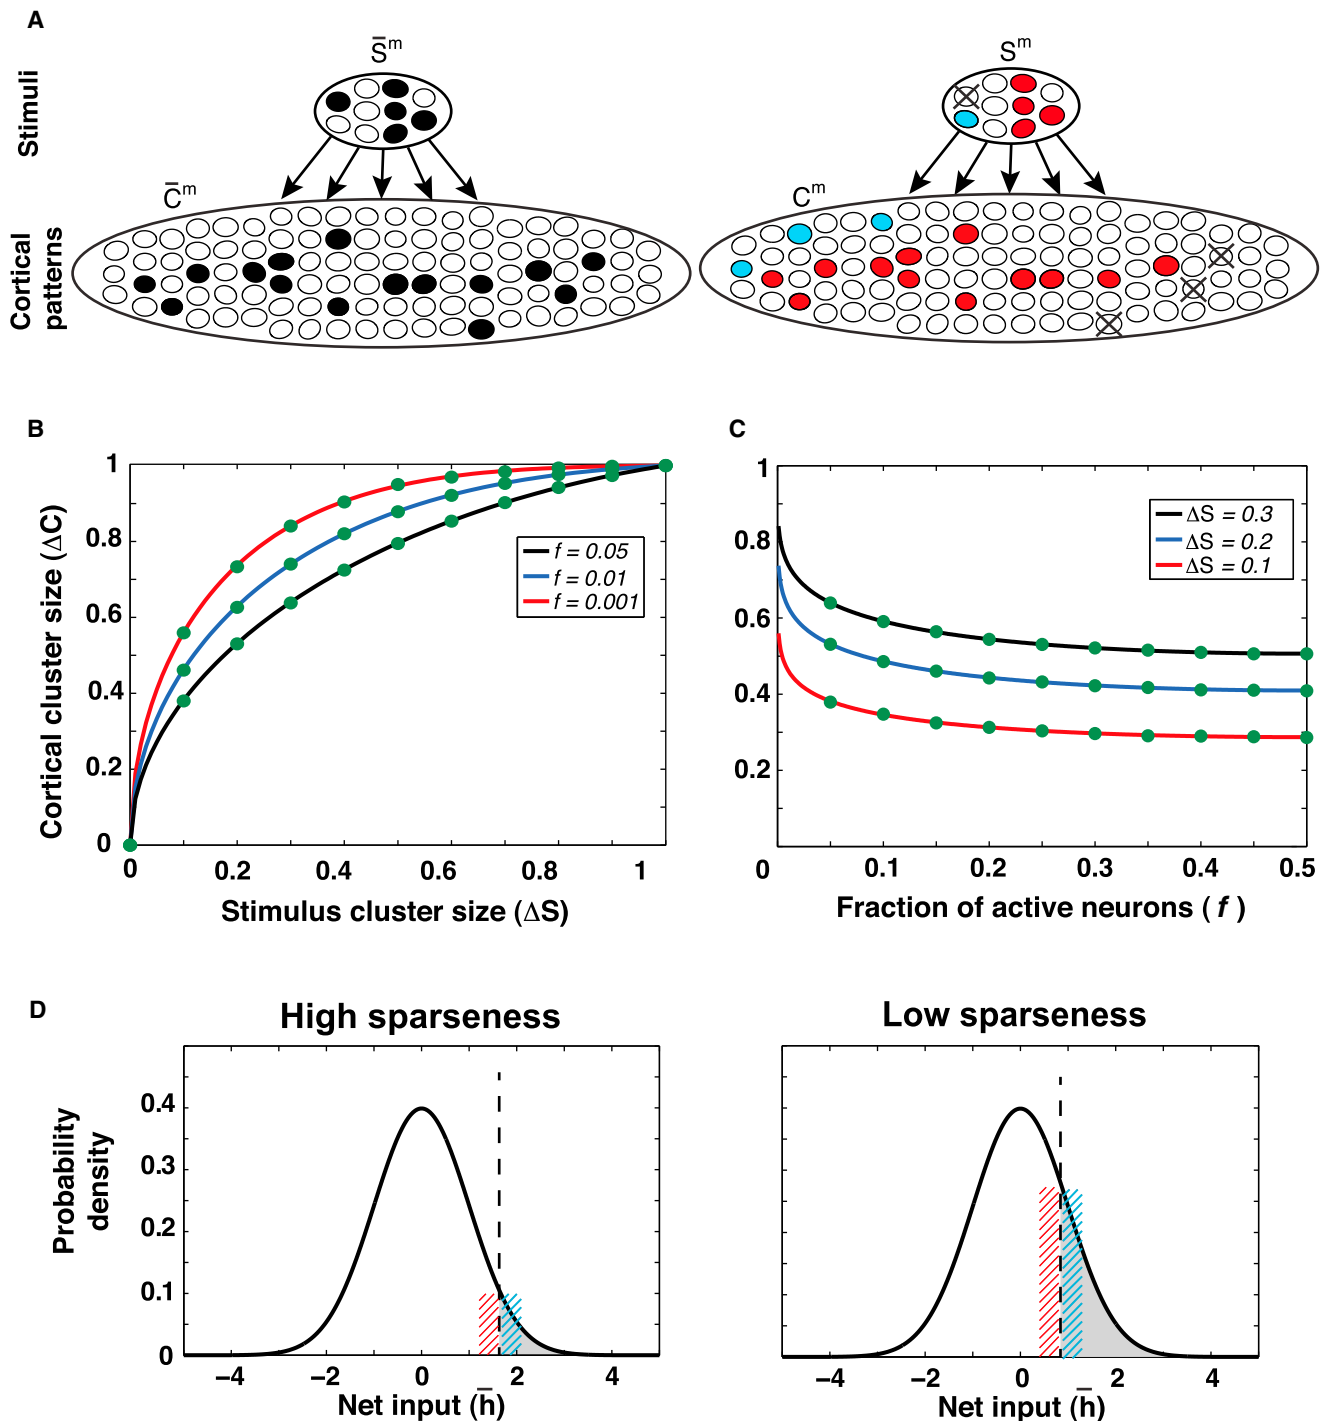 A
S̄ᵐ
Sᵐ
Stimuli
C̄ᵐ
Cᵐ
Cortical
patterns
B
C
1
0.8
0.6
0.4
0.2
0
Cortical cluster size (ΔC)
f = 0.05
f = 0.01
f = 0.001
0 0.2 0.4 0.6 0.8 1
Stimulus cluster size (ΔS)
1
0.8
0.6
0.4
0.2
ΔS = 0.3
ΔS = 0.2
ΔS = 0.1
0 0.1 0.2 0.3 0.4 0.5
Fraction of active neurons ( f )
D
High sparseness
Low sparseness
Probability
density
0.4
0.3
0.2
0.1
0
−4 −2 0 2 4
Net input (h̄)
−4 −2 0 2 4
Net input (h̄)